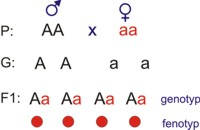 ♂ ♀
P: AA x aa
G: A A a a
F1: Aa Aa Aa Aa genotyp
fenotyp